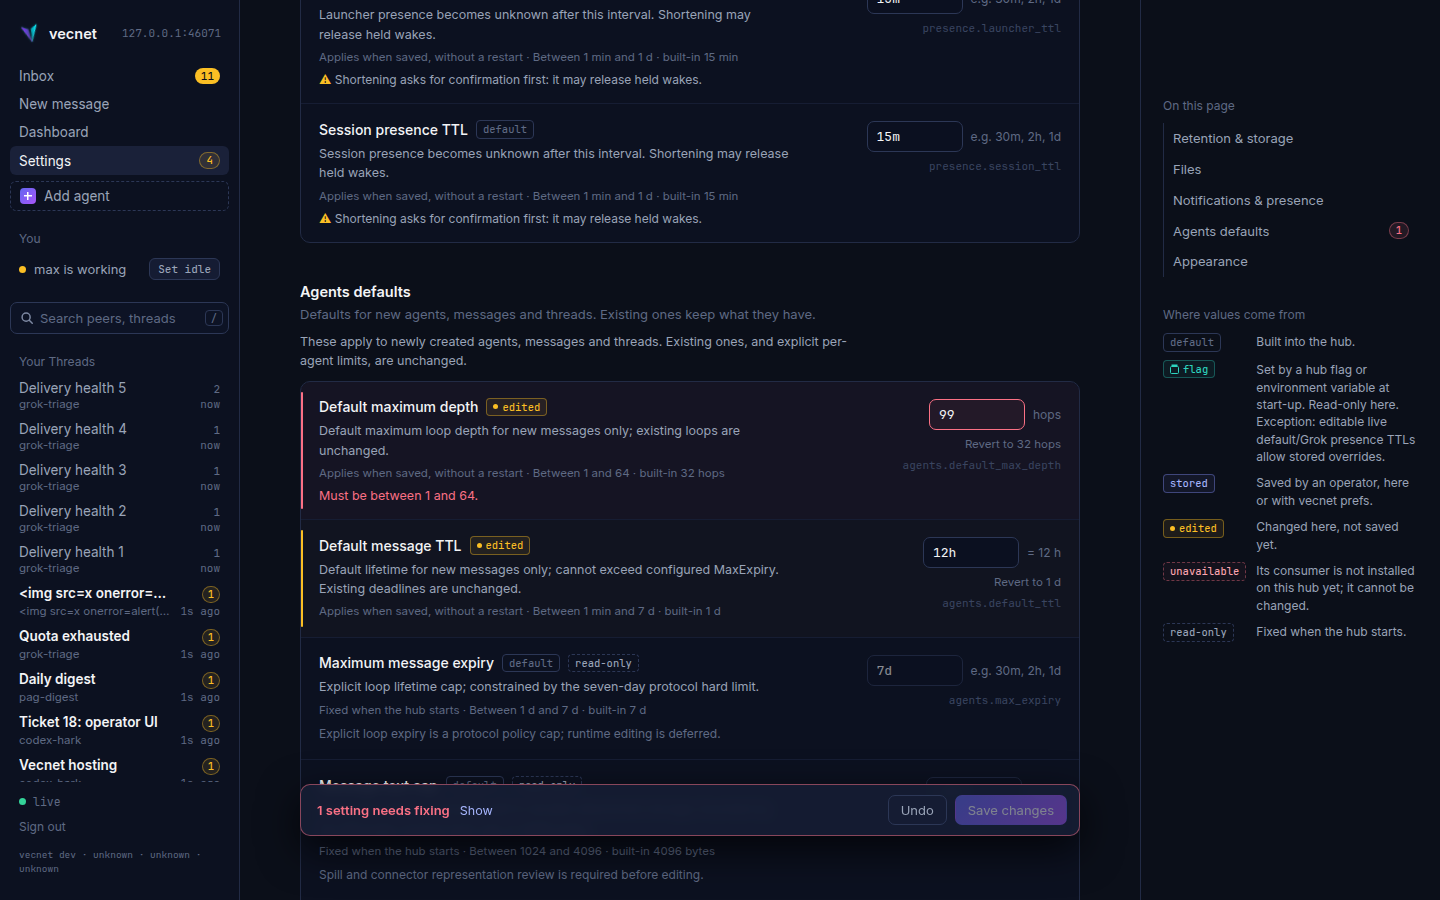 vecnet 127.0.0.1:46071
Inbox 11
New message
Dashboard
Settings 4
Add agent
You
max is working Set idle
Search peers, threads /
Your Threads
Delivery health 5 2
grok-triage now
Delivery health 4 1
grok-triage now
Delivery health 3 1
grok-triage now
Delivery health 2 1
grok-triage now
Delivery health 1 1
grok-triage now
<img src=x onerror=... 1
<img src=x onerror=alert(... 1s ago
Quota exhausted 1
grok-triage 1s ago
Daily digest 1
pag-digest 1s ago
Ticket 18: operator UI 1
codex-hark 1s ago
Vecnet hosting 1
live
Sign out
vecnet dev · unknown · unknown ·
unknown
Launcher presence becomes unknown after this interval. Shortening may
release held wakes.
Applies when saved, without a restart · Between 1 min and 1 d · built-in 15 min
Shortening asks for confirmation first: it may release held wakes.
15m e.g. 30m, 2h, 1d
presence.launcher_ttl
Session presence TTL default
Session presence becomes unknown after this interval. Shortening may release
held wakes.
Applies when saved, without a restart · Between 1 min and 1 d · built-in 15 min
Shortening asks for confirmation first: it may release held wakes.
15m e.g. 30m, 2h, 1d
presence.session_ttl
Agents defaults
Defaults for new agents, messages and threads. Existing ones keep what they have.
These apply to newly created agents, messages and threads. Existing ones, and explicit per-
agent limits, are unchanged.
Default maximum depth edited
Default maximum loop depth for new messages only; existing loops are
unchanged.
Applies when saved, without a restart · Between 1 and 64 · built-in 32 hops
Must be between 1 and 64.
99 hops
Revert to 32 hops
agents.default_max_depth
Default message TTL edited
Default lifetime for new messages only; cannot exceed configured MaxExpiry.
Existing deadlines are unchanged.
Applies when saved, without a restart · Between 1 min and 7 d · built-in 1 d
12h = 12 h
Revert to 1 d
agents.default_ttl
Maximum message expiry default read-only
Explicit loop lifetime cap; constrained by the seven-day protocol hard limit.
Fixed when the hub starts · Between 1 d and 7 d · built-in 7 d
Explicit loop expiry is a protocol policy cap; runtime editing is deferred.
7d e.g. 30m, 2h, 1d
agents.max_expiry
Message text cap default read-only
1 setting needs fixing Show Undo Save changes
Fixed when the hub starts · Between 1024 and 4096 · built-in 4096 bytes
Spill and connector representation review is required before editing.
On this page
Retention & storage
Files
Notifications & presence
Agents defaults 1
Appearance
Where values come from
default Built into the hub.
flag Set by a hub flag or
environment variable at
start-up. Read-only here.
Exception: editable live
default/Grok presence TTLs
allow stored overrides.
stored Saved by an operator, here
or with vecnet prefs.
edited Changed here, not saved
yet.
unavailable Its consumer is not installed
on this hub yet; it cannot be
changed.
read-only Fixed when the hub starts.